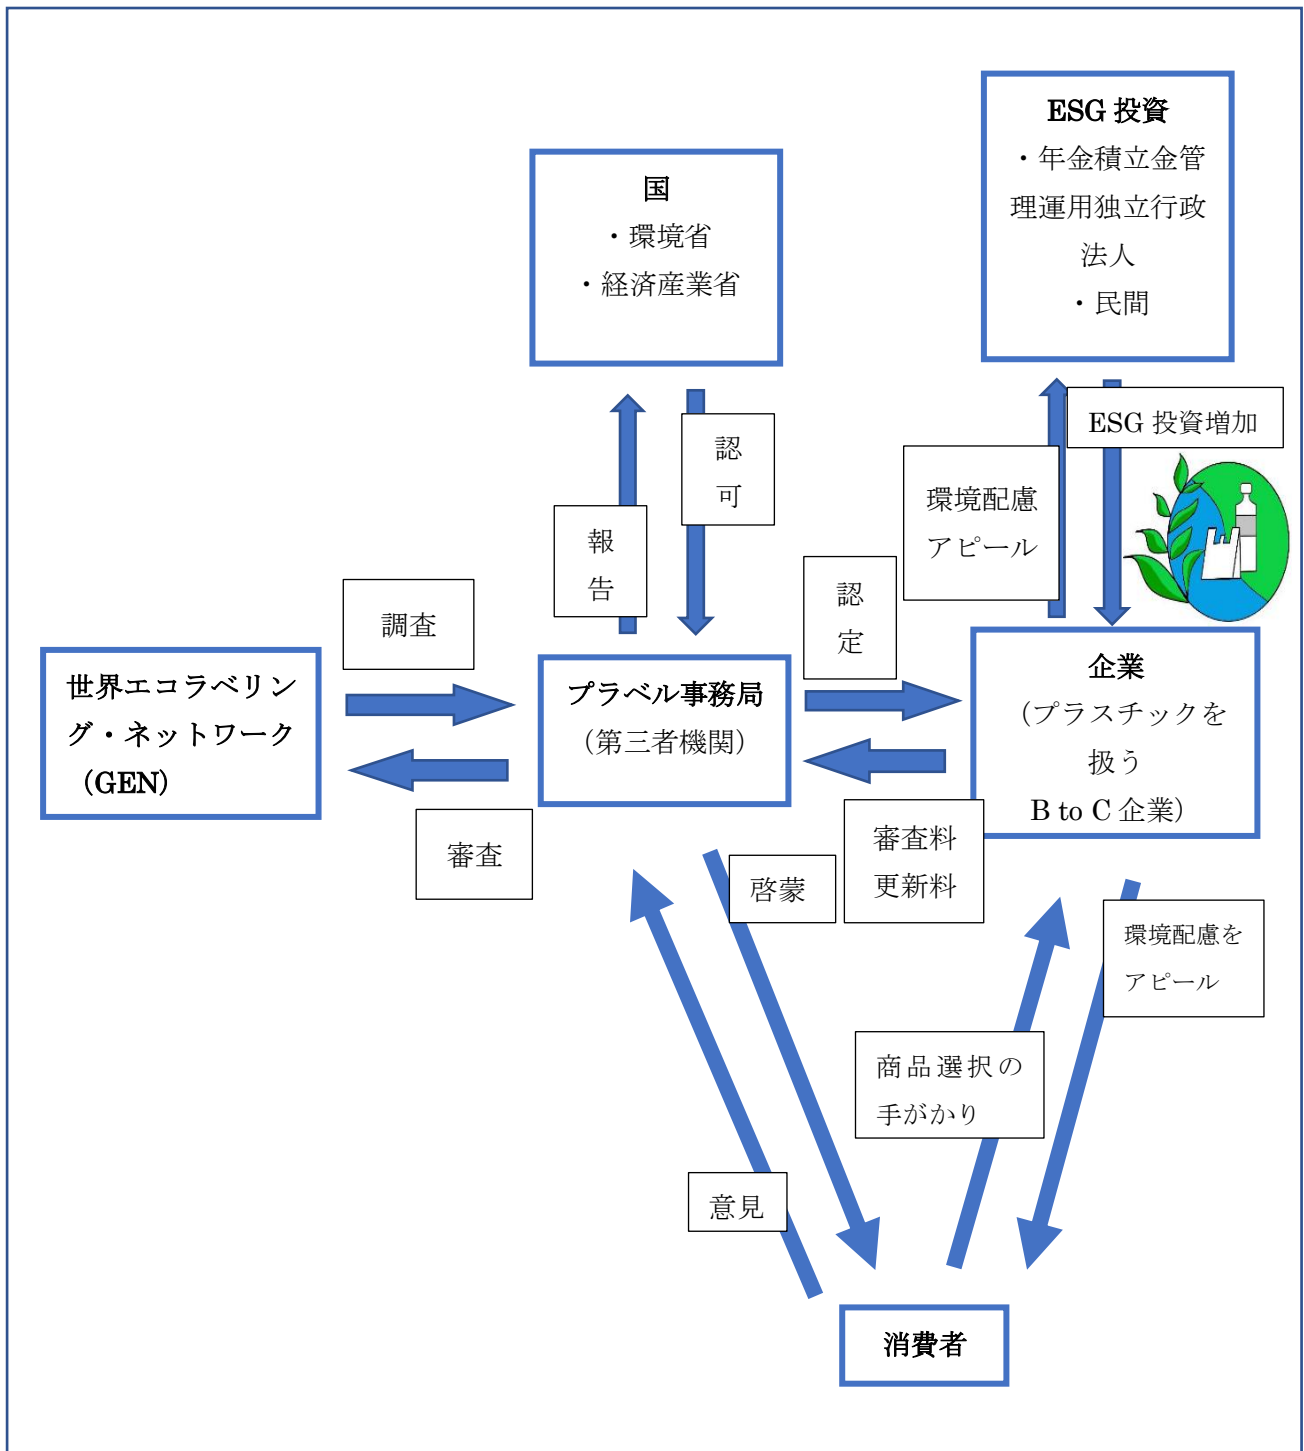 ESG 投資
・年金積立金管
理運用独立行政
法人
・民間
国
・環境省
・経済産業省
ESG 投資増加
認
可
環境配慮
アピール
報
告
認
定
調査
世界エコラベリン
グ・ネットワーク
（GEN）
プラベル事務局
（第三者機関）
企業
（プラスチックを
扱う
B to C 企業）
審査
啓蒙
審査料
更新料
環境配慮を
アピール
商品選択の
手がかり
意見
消費者